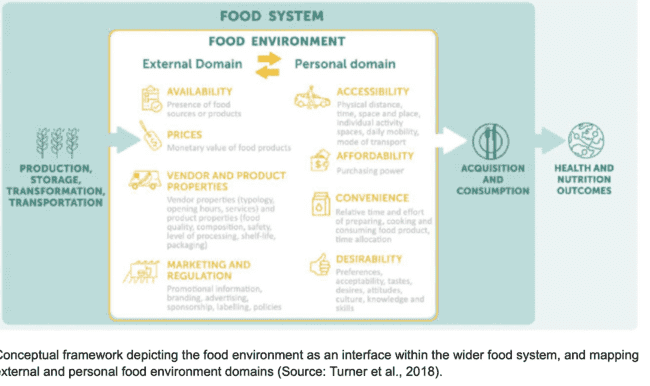 FOOD SYSTEM
FOOD ENVIRONMENT
External Domain
Personal domain
PRODUCTION,
STORAGE,
TRANSFORMATION,
TRANSPORTATION
AVAILABILITY
Presence of food
sources or products
PRICES
Monetary value of food products
VENDOR AND PRODUCT
PROPERTIES
Vendor properties (typology,
opening hours, services) and
product properties (food
quality, composition, safety,
level of processing, shelf-life,
packaging)
MARKETING AND
REGULATION
Promotional information,
branding, advertising,
sponsorship, labelling, policies
ACCESSIBILITY
Physical distance,
time, space and place,
individual activity
spaces, daily mobility,
mode of transport
AFFORDABILITY
Purchasing power
CONVENIENCE
Relative time and effort
of preparing, cooking and
consuming food product,
time allocation
DESIRABILITY
Preferences,
acceptability, tastes,
desires, attitudes,
culture, knowledge and
skills
ACQUISITION
AND
CONSUMPTION
HEALTH AND
NUTRITION
OUTCOMES
Conceptual framework depicting the food environment as an interface within the wider food system, and mapping
external and personal food environment domains (Source: Turner et al., 2018).